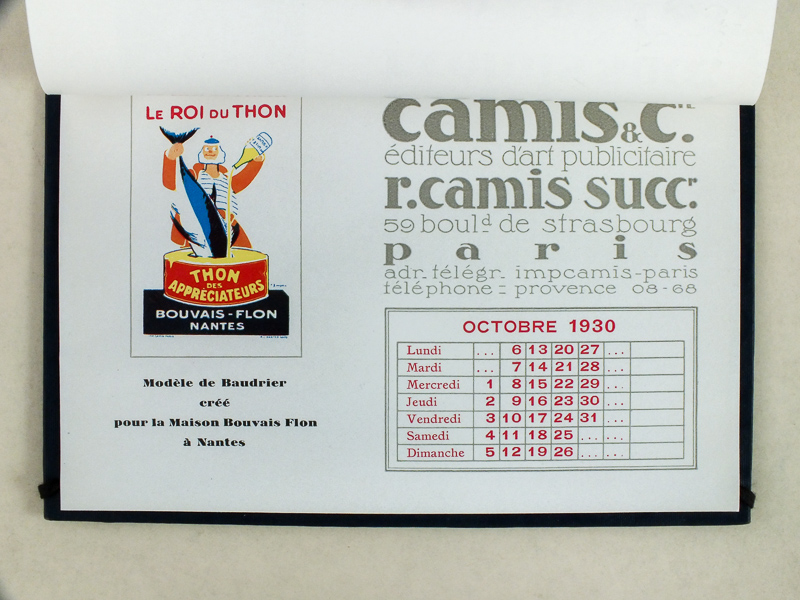 LE ROI DU THON
THON
DES
APPRÉCIATEURS
BOUVAIS-FLON
NANTES
Modèle de Baudrier
créé
pour la Maison Bouvais Flon
à Nantes
camis & Cie.
éditeurs d'art publicitaire
r. camis succr.
59 bould de strasbourg
paris
adr. télégr. impcamis-paris
téléphone : provence 08-68
OCTOBRE 1930
Lundi ... 6 13 20 27 ...
Mardi ... 7 14 21 28 ...
Mercredi 1 8 15 22 29 ...
Jeudi 2 9 16 23 30 ...
Vendredi 3 10 17 24 31 ...
Samedi 4 11 18 25 ... ...
Dimanche 5 12 19 26 ... ...